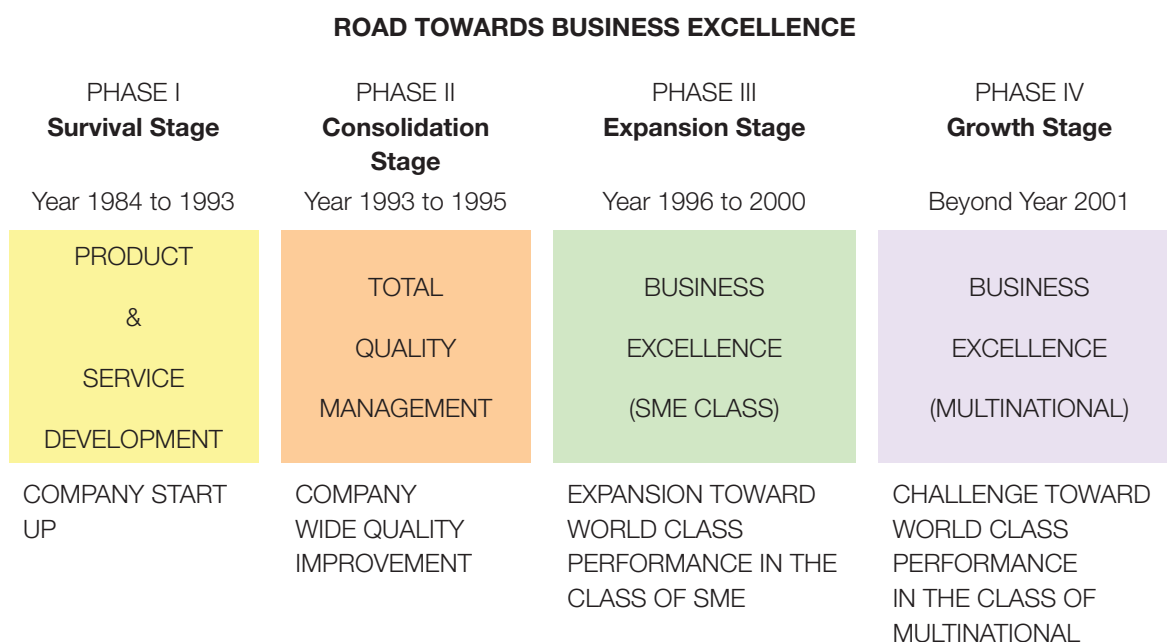 ROAD TOWARDS BUSINESS EXCELLENCE
PHASE I
Survival Stage
Year 1984 to 1993
PRODUCT
&
SERVICE
DEVELOPMENT
COMPANY START
UP
PHASE II
Consolidation
Stage
Year 1993 to 1995
TOTAL
QUALITY
MANAGEMENT
COMPANY
WIDE QUALITY
IMPROVEMENT
PHASE III
Expansion Stage
Year 1996 to 2000
BUSINESS
EXCELLENCE
(SME CLASS)
EXPANSION TOWARD
WORLD CLASS
PERFORMANCE IN THE
CLASS OF SME
PHASE IV
Growth Stage
Beyond Year 2001
BUSINESS
EXCELLENCE
(MULTINATIONAL)
CHALLENGE TOWARD
WORLD CLASS
PERFORMANCE
IN THE CLASS OF
MULTINATIONAL